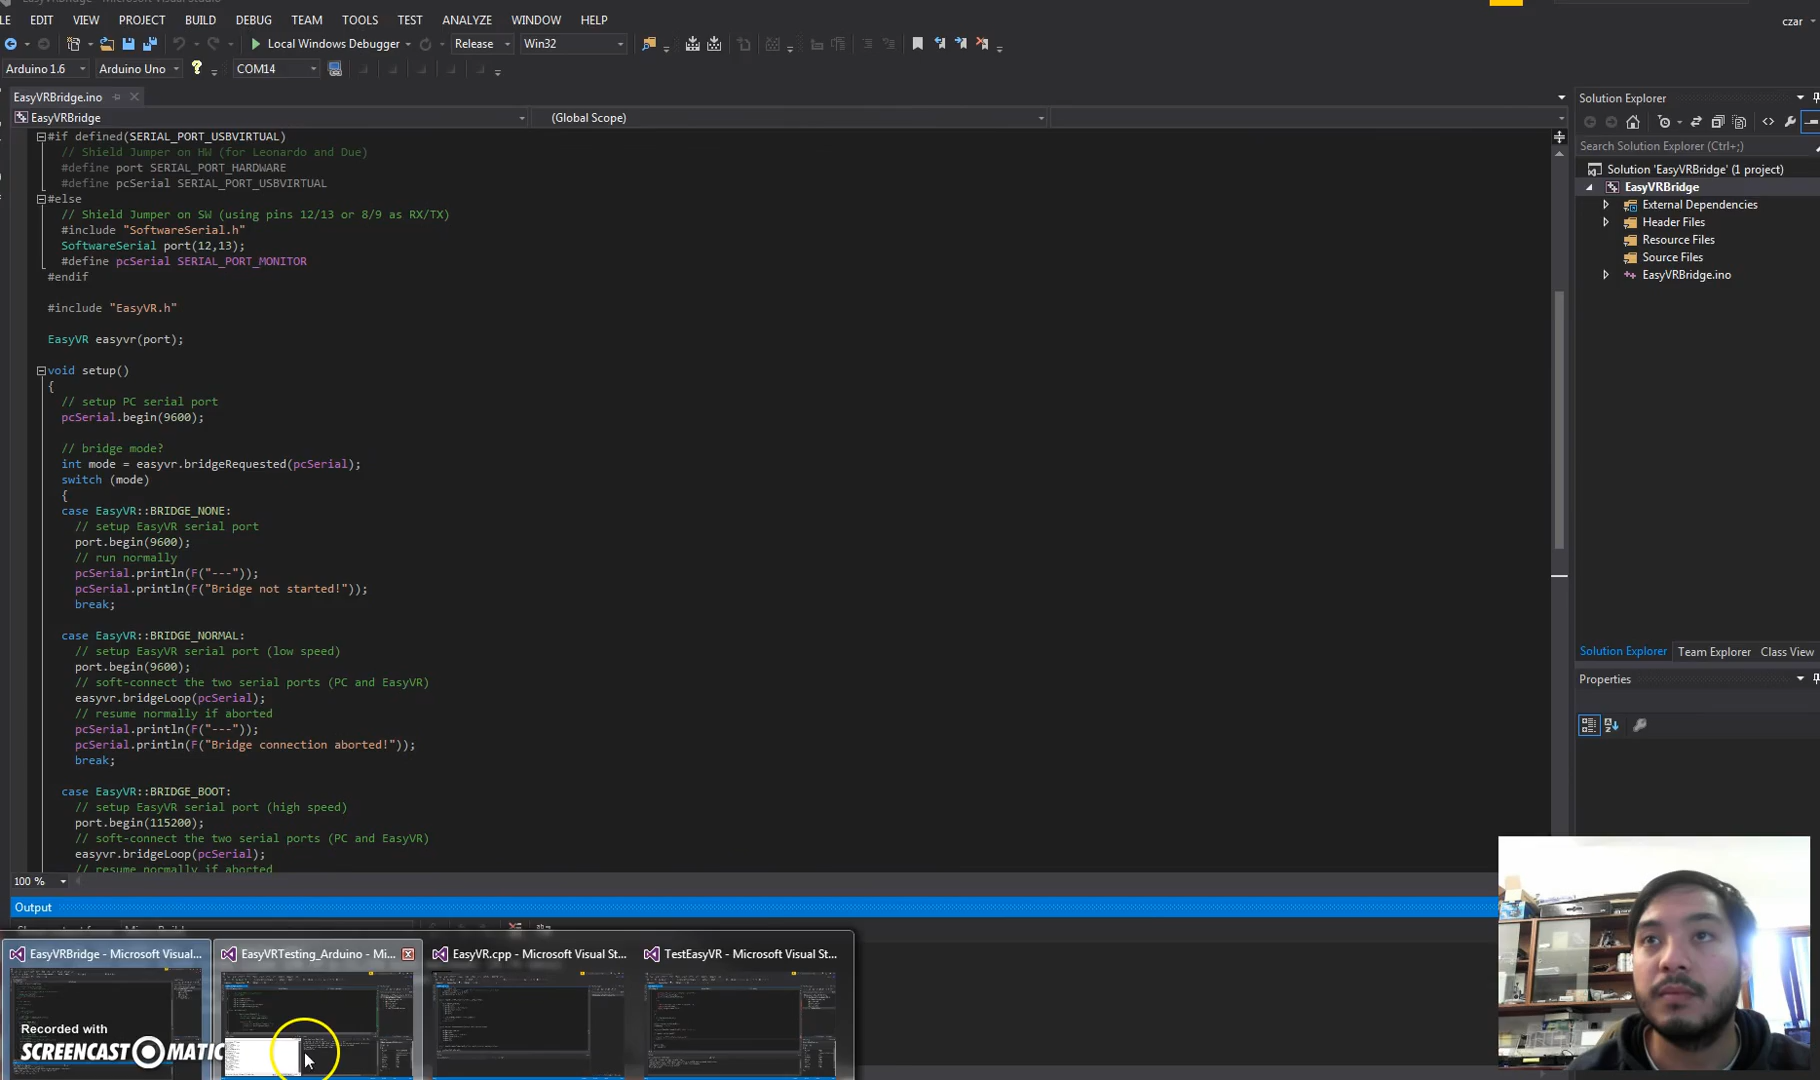 EasyVRBridge - Microsoft Visual Studio
LE EDIT VIEW PROJECT BUILD DEBUG TEAM TOOLS TEST ANALYZE WINDOW HELP
czar
Local Windows Debugger Release Win32
Arduino 1.6 Arduino Uno ? COM14
EasyVRBridge.ino
EasyVRBridge (Global Scope)
#if defined(SERIAL_PORT_USBVIRTUAL)
// Shield Jumper on HW (for Leonardo and Due)
#define port SERIAL_PORT_HARDWARE
#define pcSerial SERIAL_PORT_USBVIRTUAL
#else
// Shield Jumper on SW (using pins 12/13 or 8/9 as RX/TX)
#include "SoftwareSerial.h"
SoftwareSerial port(12,13);
#define pcSerial SERIAL_PORT_MONITOR
#endif
#include "EasyVR.h"
EasyVR easyvr(port);
void setup()
{
// setup PC serial port
pcSerial.begin(9600);
// bridge mode?
int mode = easyvr.bridgeRequested(pcSerial);
switch (mode)
{
case EasyVR::BRIDGE_NONE:
// setup EasyVR serial port
port.begin(9600);
// run normally
pcSerial.println(F("---"));
pcSerial.println(F("Bridge not started!"));
break;
case EasyVR::BRIDGE_NORMAL:
// setup EasyVR serial port (low speed)
port.begin(9600);
// soft-connect the two serial ports (PC and EasyVR)
easyvr.bridgeLoop(pcSerial);
// resume normally if aborted
pcSerial.println(F("---"));
pcSerial.println(F("Bridge connection aborted!"));
break;
case EasyVR::BRIDGE_BOOT:
// setup EasyVR serial port (high speed)
port.begin(115200);
// soft-connect the two serial ports (PC and EasyVR)
easyvr.bridgeLoop(pcSerial);
// resume normally if aborted
100 %
Output
Solution Explorer
Search Solution Explorer (Ctrl+;)
Solution 'EasyVRBridge' (1 project)
EasyVRBridge
External Dependencies
Header Files
Resource Files
Source Files
EasyVRBridge.ino
Solution Explorer Team Explorer Class View
Properties
EasyVRBridge - Microsoft Visual... EasyVRTesting_Arduino - Mi... EasyVR.cpp - Microsoft Visual St... TestEasyVR - Microsoft Visual St...
Recorded with
SCREENCAST MATIC